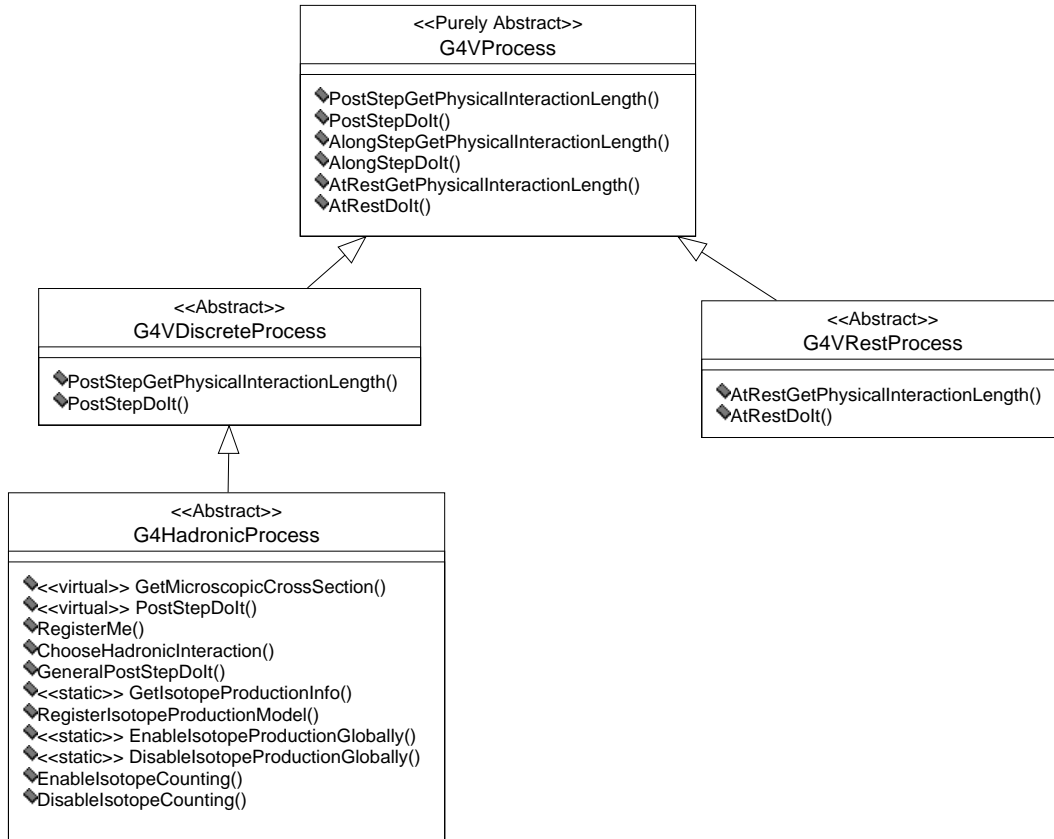 <<Purely Abstract>>
G4VProcess
PostStepGetPhysicalInteractionLength()
PostStepDoIt()
AlongStepGetPhysicalInteractionLength()
AlongStepDoIt()
AtRestGetPhysicalInteractionLength()
AtRestDoIt()
<<Abstract>>
G4VDiscreteProcess
PostStepGetPhysicalInteractionLength()
PostStepDoIt()
<<Abstract>>
G4VRestProcess
AtRestGetPhysicalInteractionLength()
AtRestDoIt()
<<Abstract>>
G4HadronicProcess
<<virtual>> GetMicroscopicCrossSection()
<<virtual>> PostStepDoIt()
RegisterMe()
ChooseHadronicInteraction()
GeneralPostStepDoIt()
<<static>> GetIsotopeProductionInfo()
RegisterIsotopeProductionModel()
<<static>> EnableIsotopeProductionGlobally()
<<static>> DisableIsotopeProductionGlobally()
EnableIsotopeCounting()
DisableIsotopeCounting()